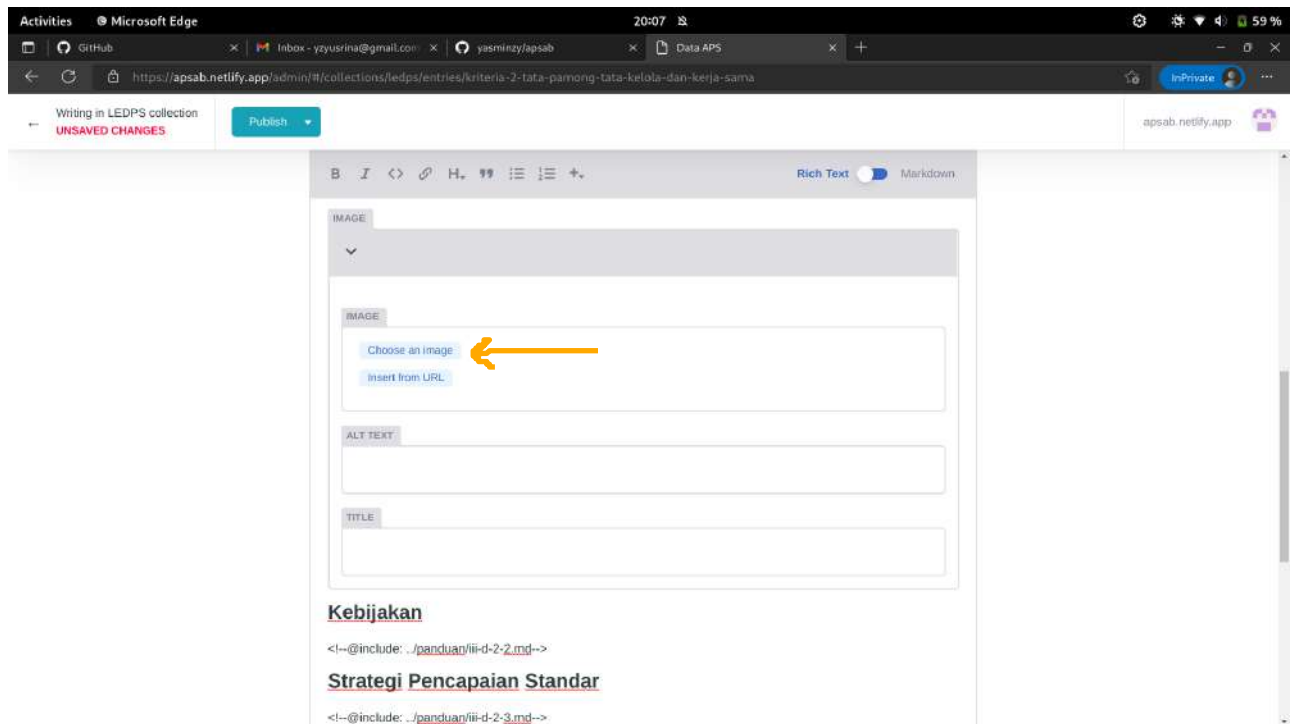 Activities Microsoft Edge 20:07 59 %
GitHub Inbox - yzyusrina@gmail.com yasminzy/apsab Data APS
https://apsab.netlify.app/admin/#/collections/ledps/entries/kriteria-2-tata-pamong-tata-kelola-dan-kerja-sama InPrivate
Writing in LEDPS collection
UNSAVED CHANGES
Publish
apsab.netlify.app
B I <> H Rich Text Markdown
IMAGE
IMAGE
Choose an image
Insert from URL
ALT TEXT
TITLE
Kebijakan
<!--@include: ../panduan/iii-d-2-2.md-->
Strategi Pencapaian Standar
<!--@include: ../panduan/iii-d-2-3.md-->